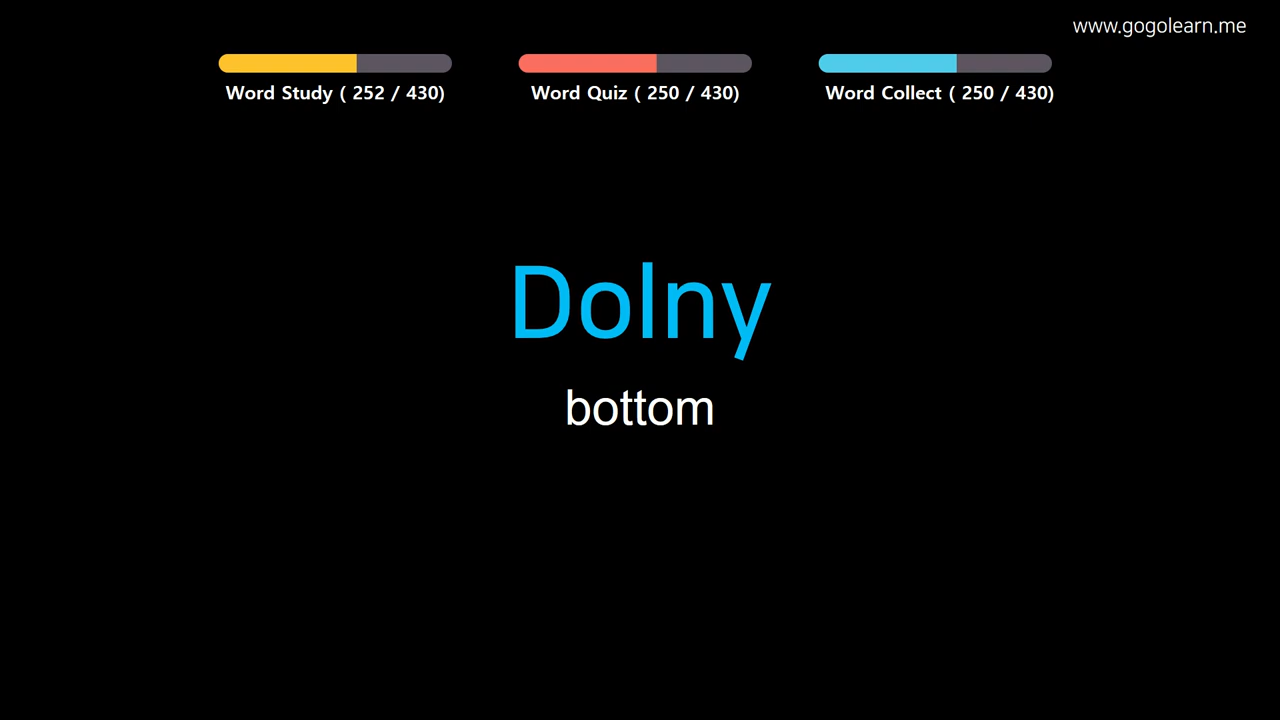 www.gogolearn.me
Word Study ( 252 / 430)
Word Quiz ( 250 / 430)
Word Collect ( 250 / 430)
Dolny
bottom